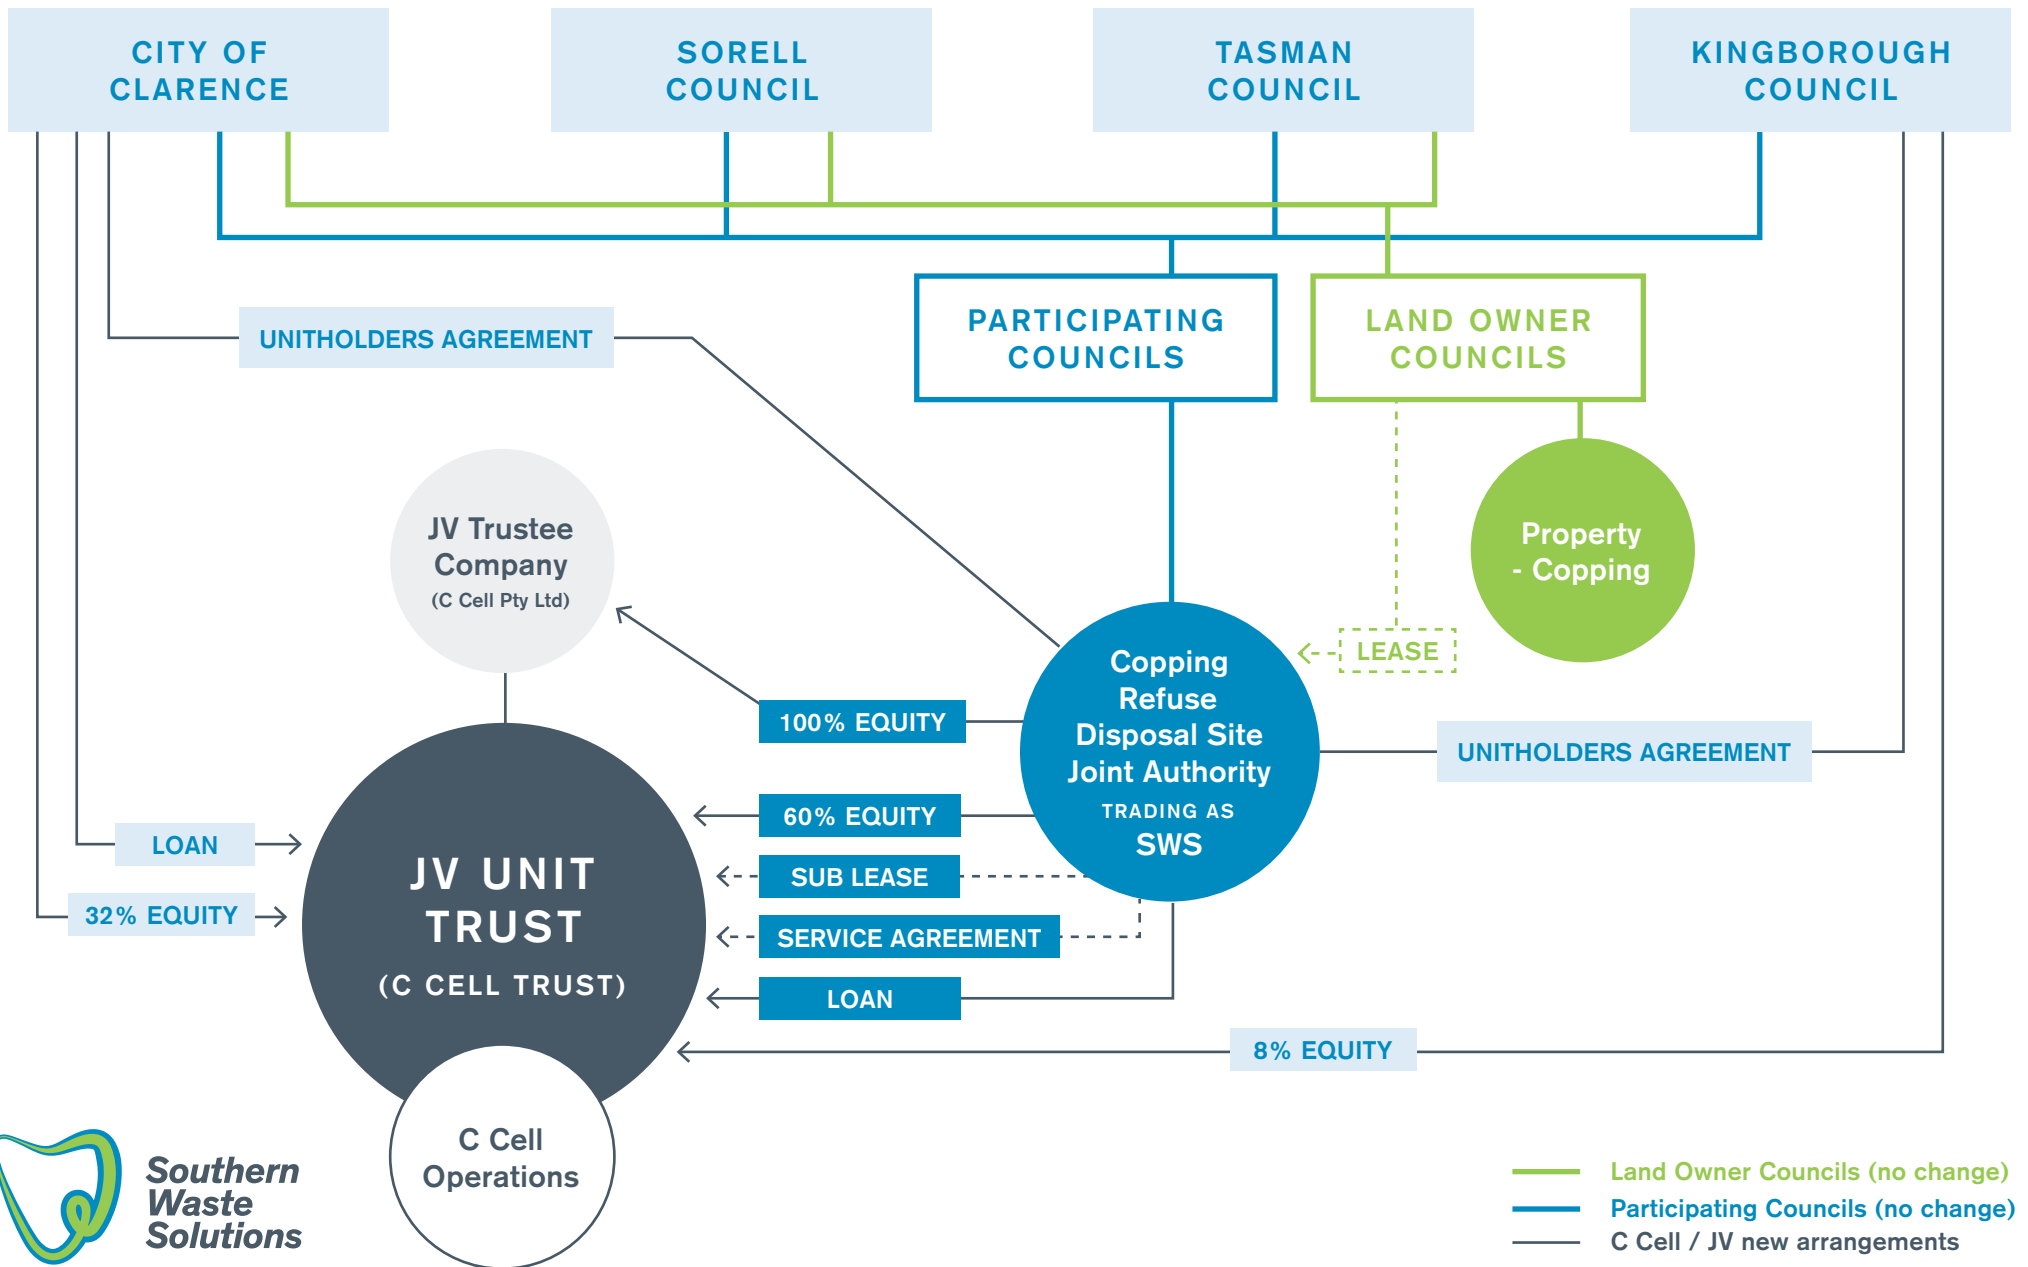 CITY OF
CLARENCE
SORELL
COUNCIL
TASMAN
COUNCIL
KINGBOROUGH
COUNCIL
UNITHOLDERS AGREEMENT
PARTICIPATING
COUNCILS
LAND OWNER
COUNCILS
JV Trustee
Company
(C Cell Pty Ltd)
Property
- Copping
LEASE
Copping
Refuse
Disposal Site
Joint Authority
TRADING AS
SWS
100% EQUITY
UNITHOLDERS AGREEMENT
60% EQUITY
LOAN
SUB LEASE
32% EQUITY
SERVICE AGREEMENT
LOAN
JV UNIT
TRUST
(C CELL TRUST)
8% EQUITY
C Cell
Operations
Southern
Waste
Solutions
Land Owner Councils (no change)
Participating Councils (no change)
C Cell / JV new arrangements